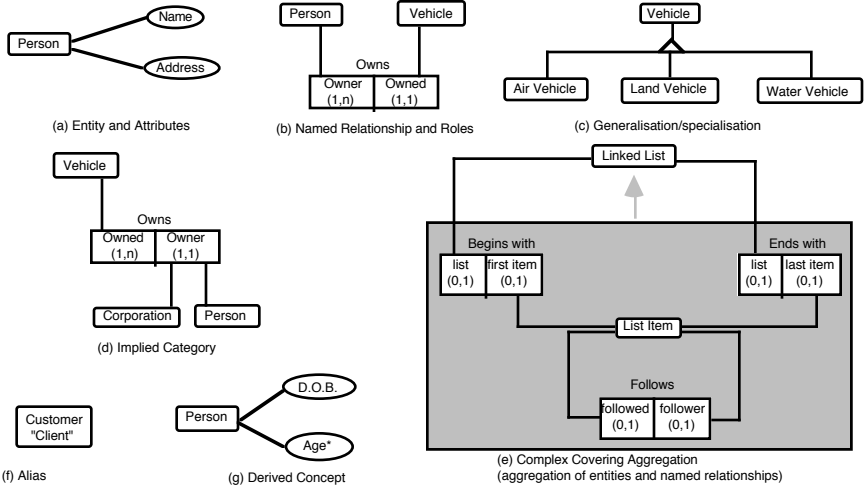 Person
Name
Address
(a) Entity and Attributes
Person
Vehicle
Owns
Owner
(1,n)
Owned
(1,1)
(b) Named Relationship and Roles
Vehicle
Air Vehicle
Land Vehicle
Water Vehicle
(c) Generalisation/specialisation
Vehicle
Owns
Owned
(1,n)
Owner
(1,1)
Corporation
Person
(d) Implied Category
Linked List
Begins with
list
(0,1)
first item
(0,1)
Ends with
list
(0,1)
last item
(0,1)
List Item
Follows
followed
(0,1)
follower
(0,1)
(e) Complex Covering Aggregation
(aggregation of entities and named relationships)
Customer
"Client"
(f) Alias
Person
D.O.B.
Age*
(g) Derived Concept